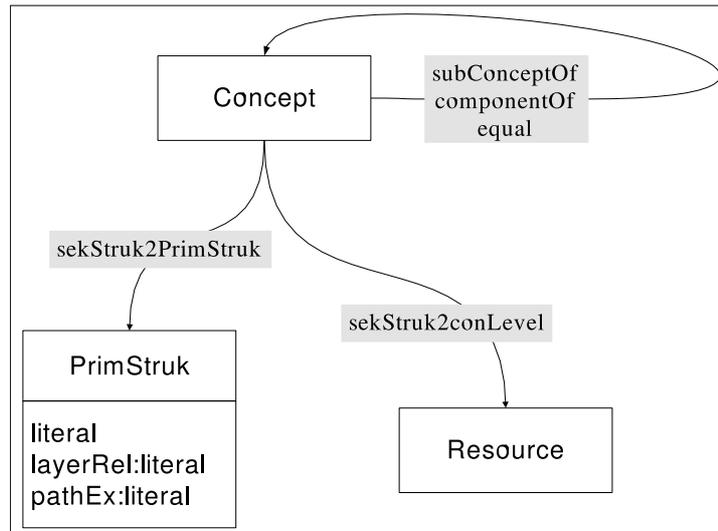 Concept
subConceptOf
componentOf
equal
sekStruk2PrimStruk
sekStruk2conLevel
PrimStruk
literal
layerRel:literal
pathEx:literal
Resource